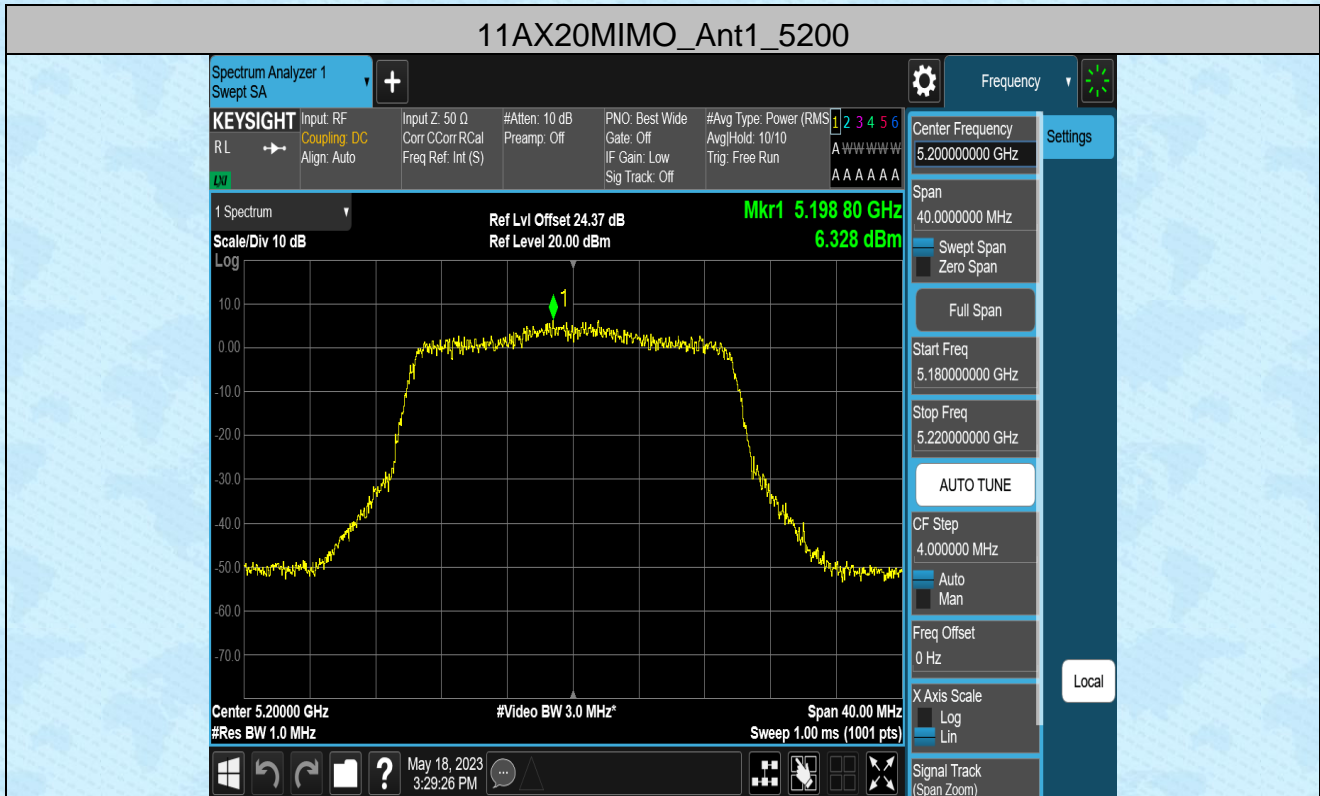 11AX20MIMO_Ant1_5200
Spectrum Analyzer 1
Swept SA
+
Frequency
KEYSIGHT
R L
LXI
Input: RF
Coupling: DC
Align: Auto
Input Z: 50 Ω
Corr CCorr RCal
Freq Ref: Int (S)
#Atten: 10 dB
Preamp: Off
PNO: Best Wide
Gate: Off
IF Gain: Low
Sig Track: Off
#Avg Type: Power (RMS
Avg|Hold: 10/10
Trig: Free Run
1 2 3 4 5 6
A W W W W W
A A A A A A
1 Spectrum
Scale/Div 10 dB
Log
Ref Lvl Offset 24.37 dB
Ref Level 20.00 dBm
Mkr1 5.198 80 GHz
6.328 dBm
1
10.0
0.00
-10.0
-20.0
-30.0
-40.0
-50.0
-60.0
-70.0
Center 5.20000 GHz
#Res BW 1.0 MHz
#Video BW 3.0 MHz*
Span 40.00 MHz
Sweep 1.00 ms (1001 pts)
?
May 18, 2023
3:29:26 PM
Settings
Center Frequency
5.200000000 GHz
Span
40.0000000 MHz
Swept Span
Zero Span
Full Span
Start Freq
5.180000000 GHz
Stop Freq
5.220000000 GHz
AUTO TUNE
CF Step
4.000000 MHz
Auto
Man
Freq Offset
0 Hz
X Axis Scale
Log
Lin
Signal Track
(Span Zoom)
Local